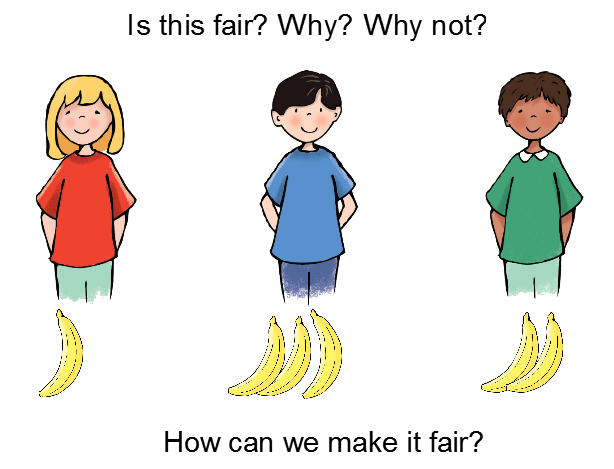 Is this fair? Why? Why not?
How can we make it fair?